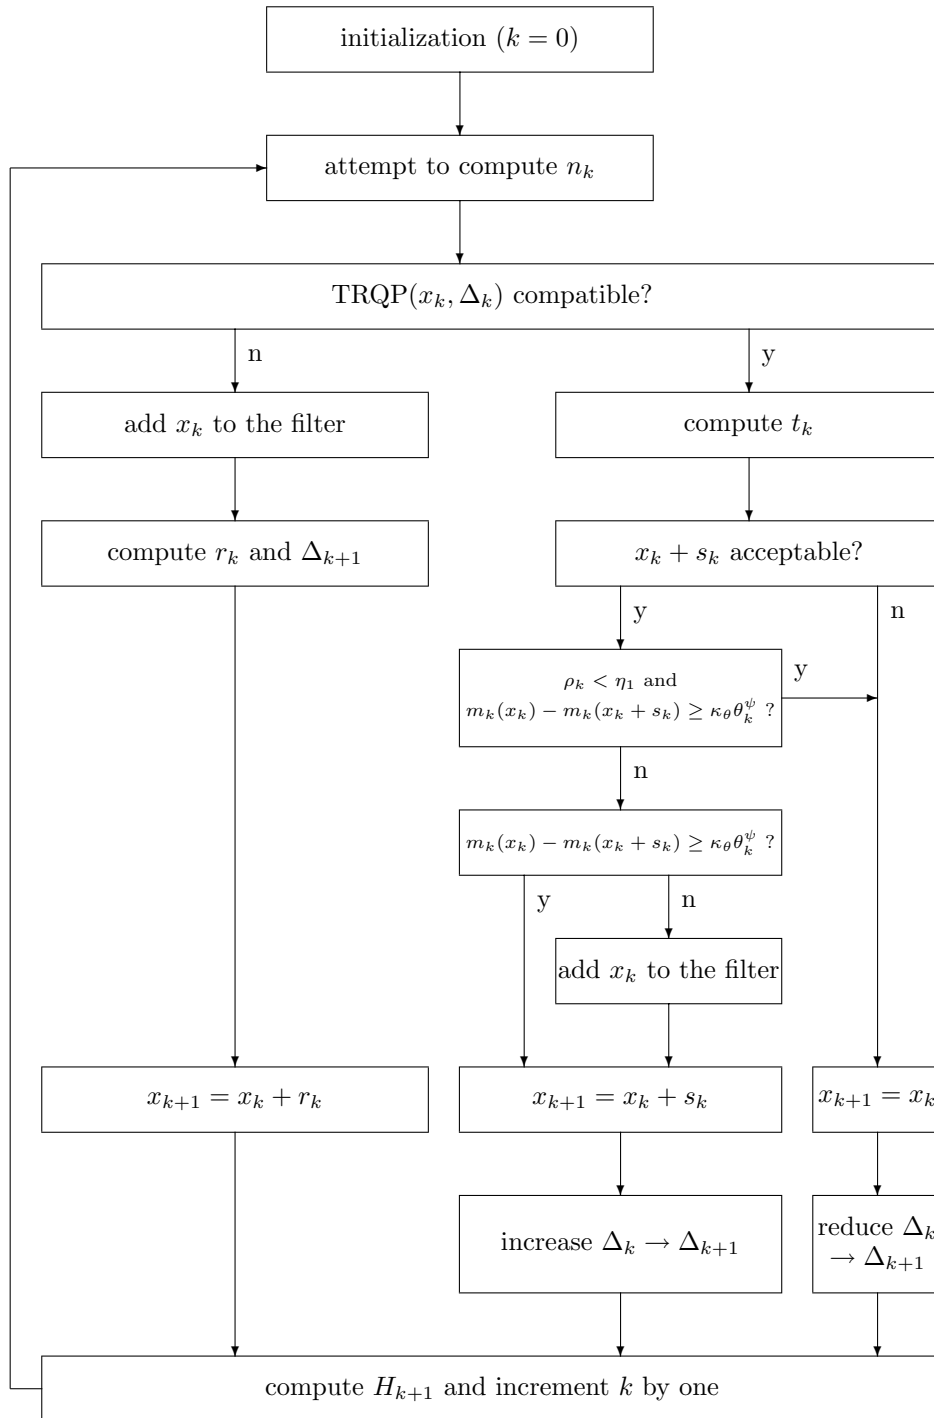 initialization (k = 0)
attempt to compute n_k
TRQP(x_k, Δ_k) compatible?
n
y
add x_k to the filter
compute t_k
compute r_k and Δ_{k+1}
x_k + s_k acceptable?
y
n
ρ_k < η_1 and
m_k(x_k) − m_k(x_k + s_k) ≥ κ_θ θ_k^ψ ?
y
n
m_k(x_k) − m_k(x_k + s_k) ≥ κ_θ θ_k^ψ ?
y
n
add x_k to the filter
x_{k+1} = x_k + r_k
x_{k+1} = x_k + s_k
x_{k+1} = x_k
increase Δ_k → Δ_{k+1}
reduce Δ_k
→ Δ_{k+1}
compute H_{k+1} and increment k by one